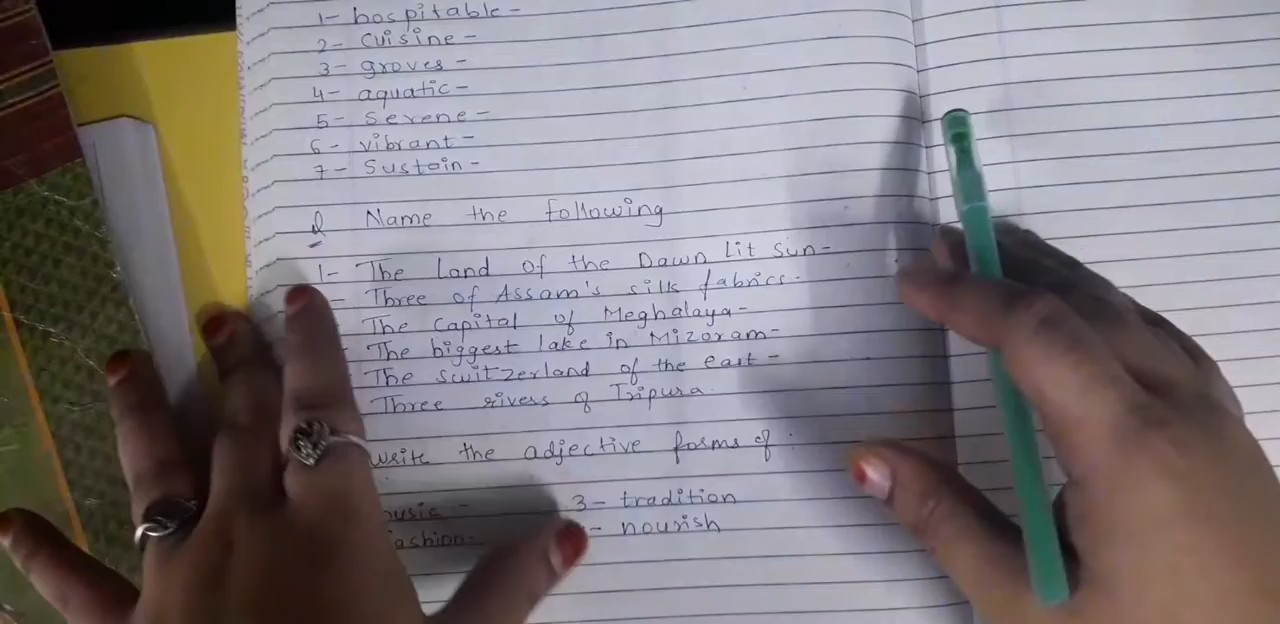 1- hospitable-
2- Cuisine-
3- groves-
4- aquatic-
5- Serene-
6- vibrant-
7- Sustain-
Q Name the following
1- The Land of the Dawn lit Sun-
- Three of Assam's silk fabrics-
The Capital of Meghalaya-
The biggest lake in Mizoram-
The Switzerland of the east-
Three rivers of Tripura.
write the adjective forms of:
3- tradition
- nourish